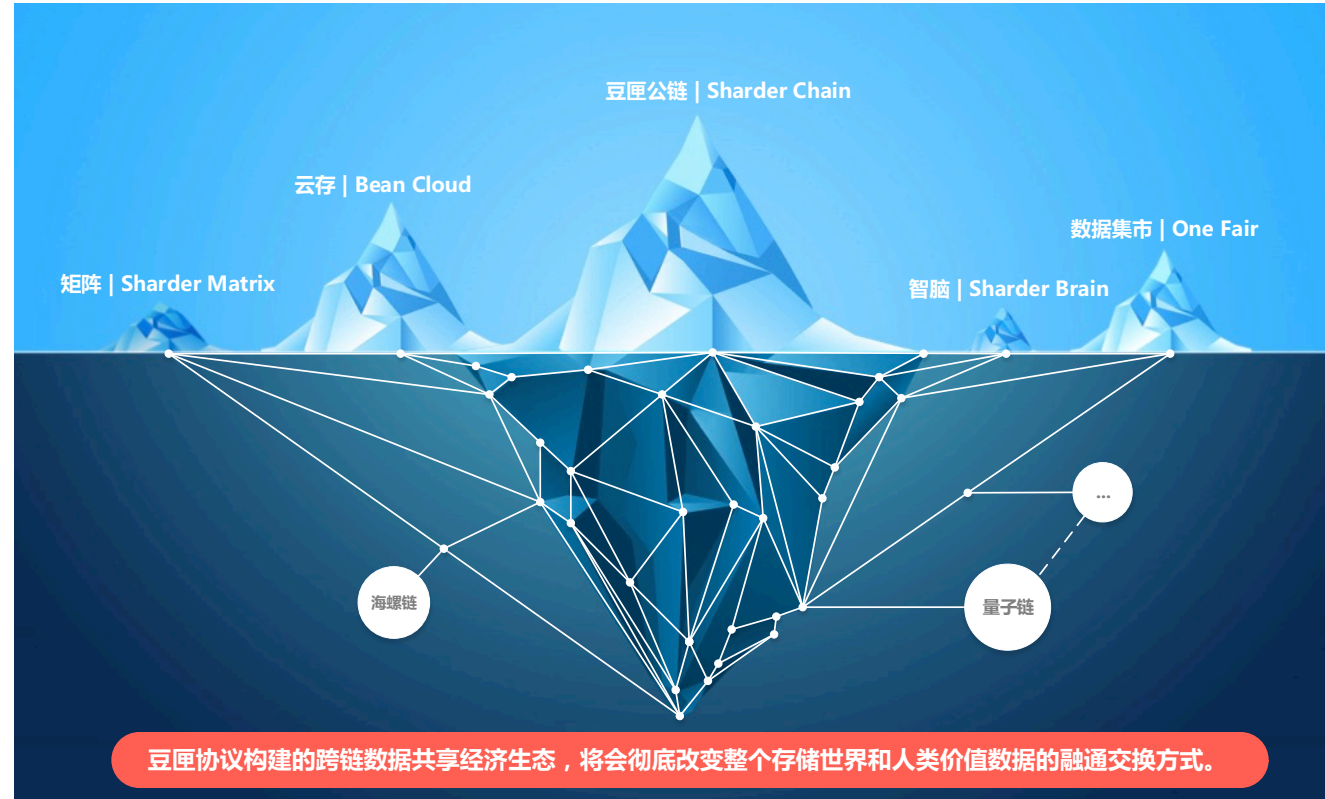 豆匣公链 | Sharder Chain
云存 | Bean Cloud
数据集市 | One Fair
矩阵 | Sharder Matrix
智脑 | Sharder Brain
...
海螺链
量子链
豆匣协议构建的跨链数据共享经济生态，将会彻底改变整个存储世界和人类价值数据的融通交换方式。